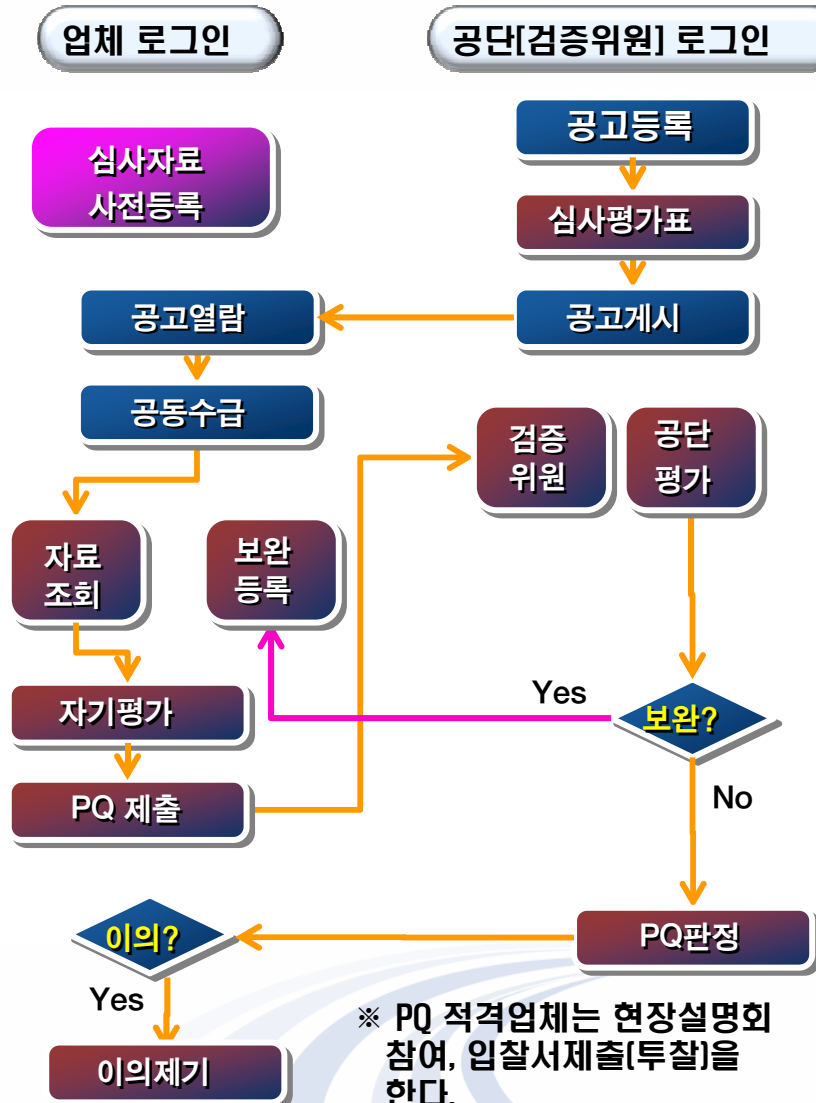 업체 로그인
공단[검증위원] 로그인
심사자료
사전등록
공고등록
심사평가표
공고게시
공고열람
공동수급
검증
위원
공단
평가
자료
조회
보완
등록
자기평가
PQ 제출
Yes
보완?
No
PQ판정
이의?
Yes
이의제기
※ PQ 적격업체는 현장설명회
참여, 입찰서제출(투찰)을
한다.